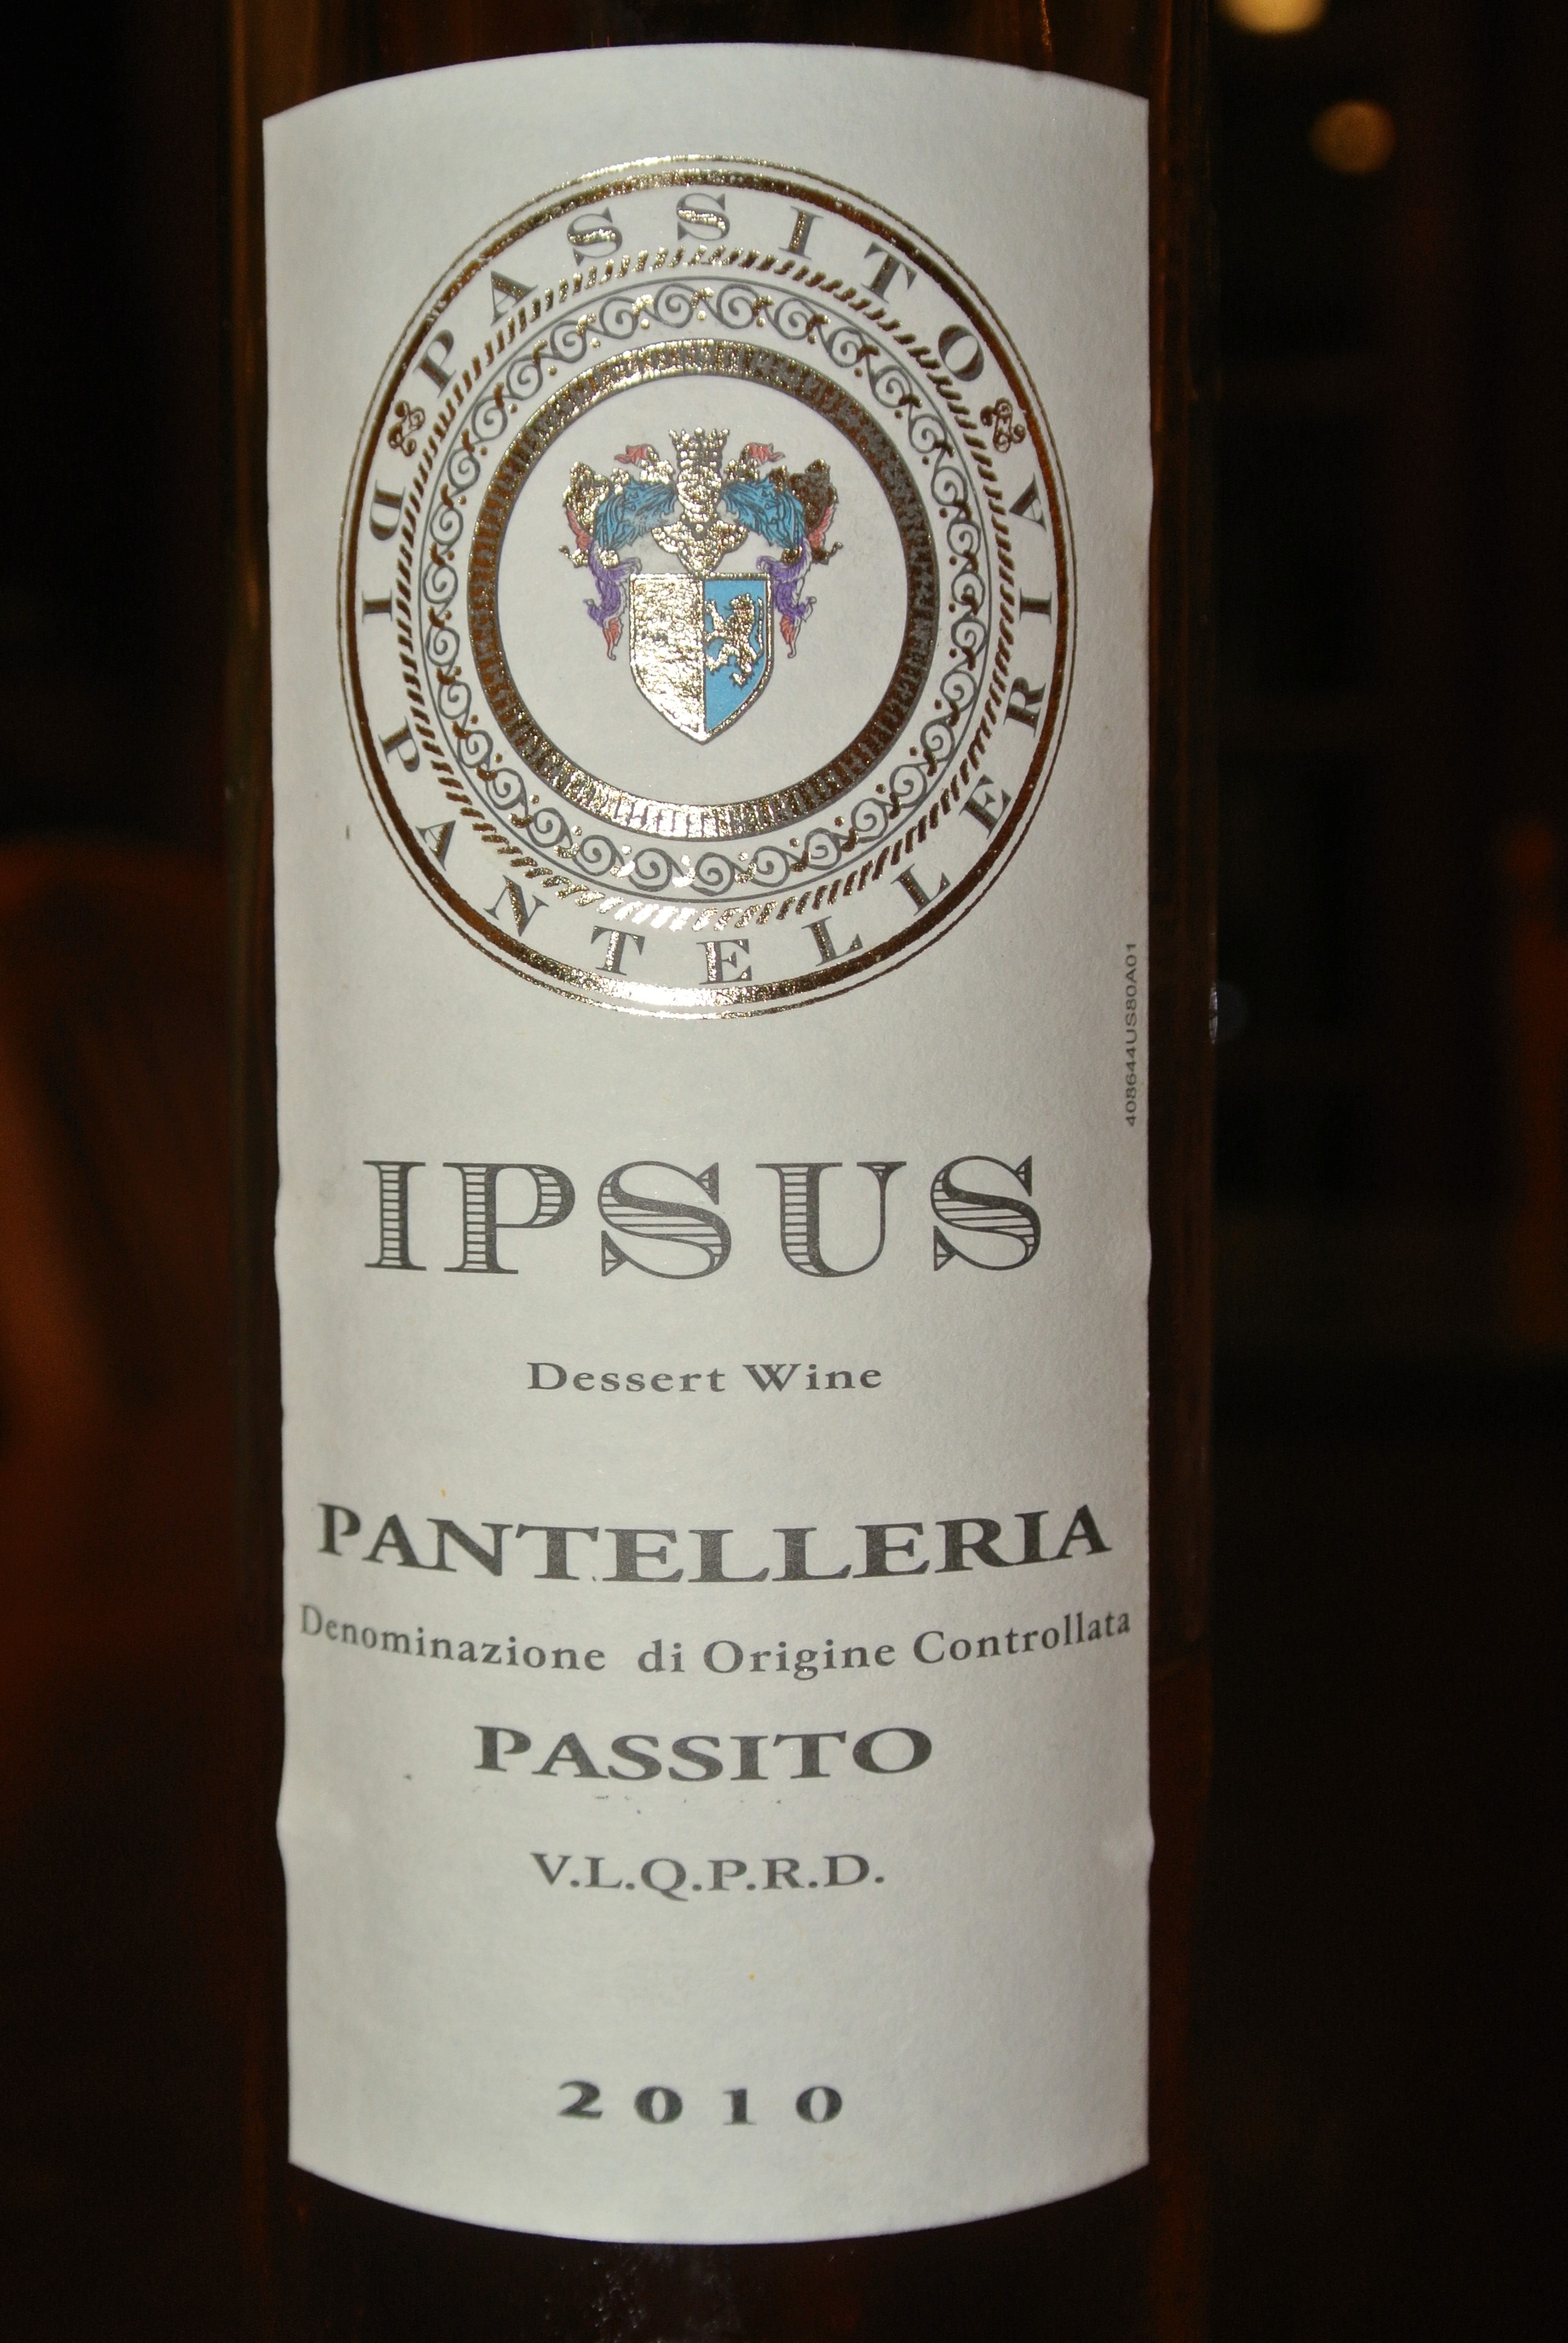 PASSITO DI PANTELLERIA
408644US80A01
IPSUS
Dessert Wine
PANTELLERIA
Denominazione di Origine Controllata
PASSITO
V.L.Q.P.R.D.
2010